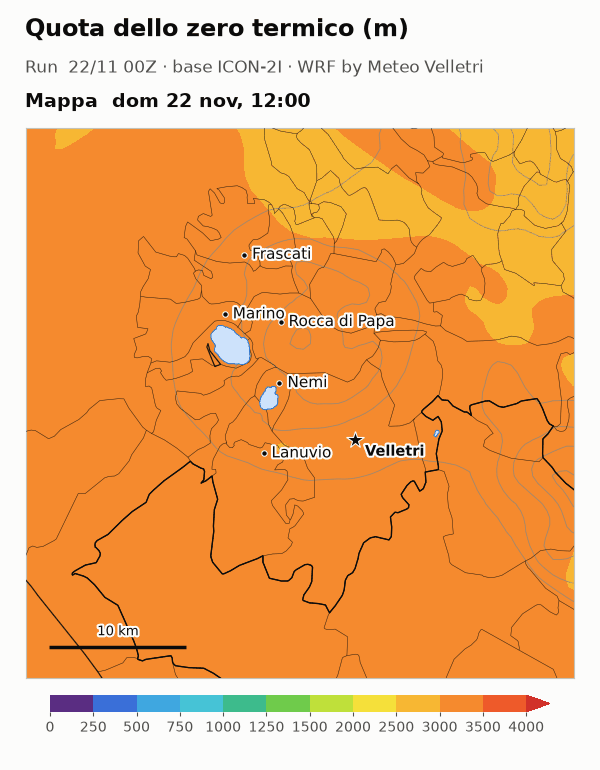 Quota dello zero termico (m)
Run  22/11 00Z · base ICON-2I · WRF by Meteo Velletri
Mappa  dom 22 nov, 12:00
Frascati
Marino
Rocca di Papa
Nemi
Velletri
Lanuvio
10 km
0 250 500 750 1000 1250 1500 2000 2500 3000 3500 4000